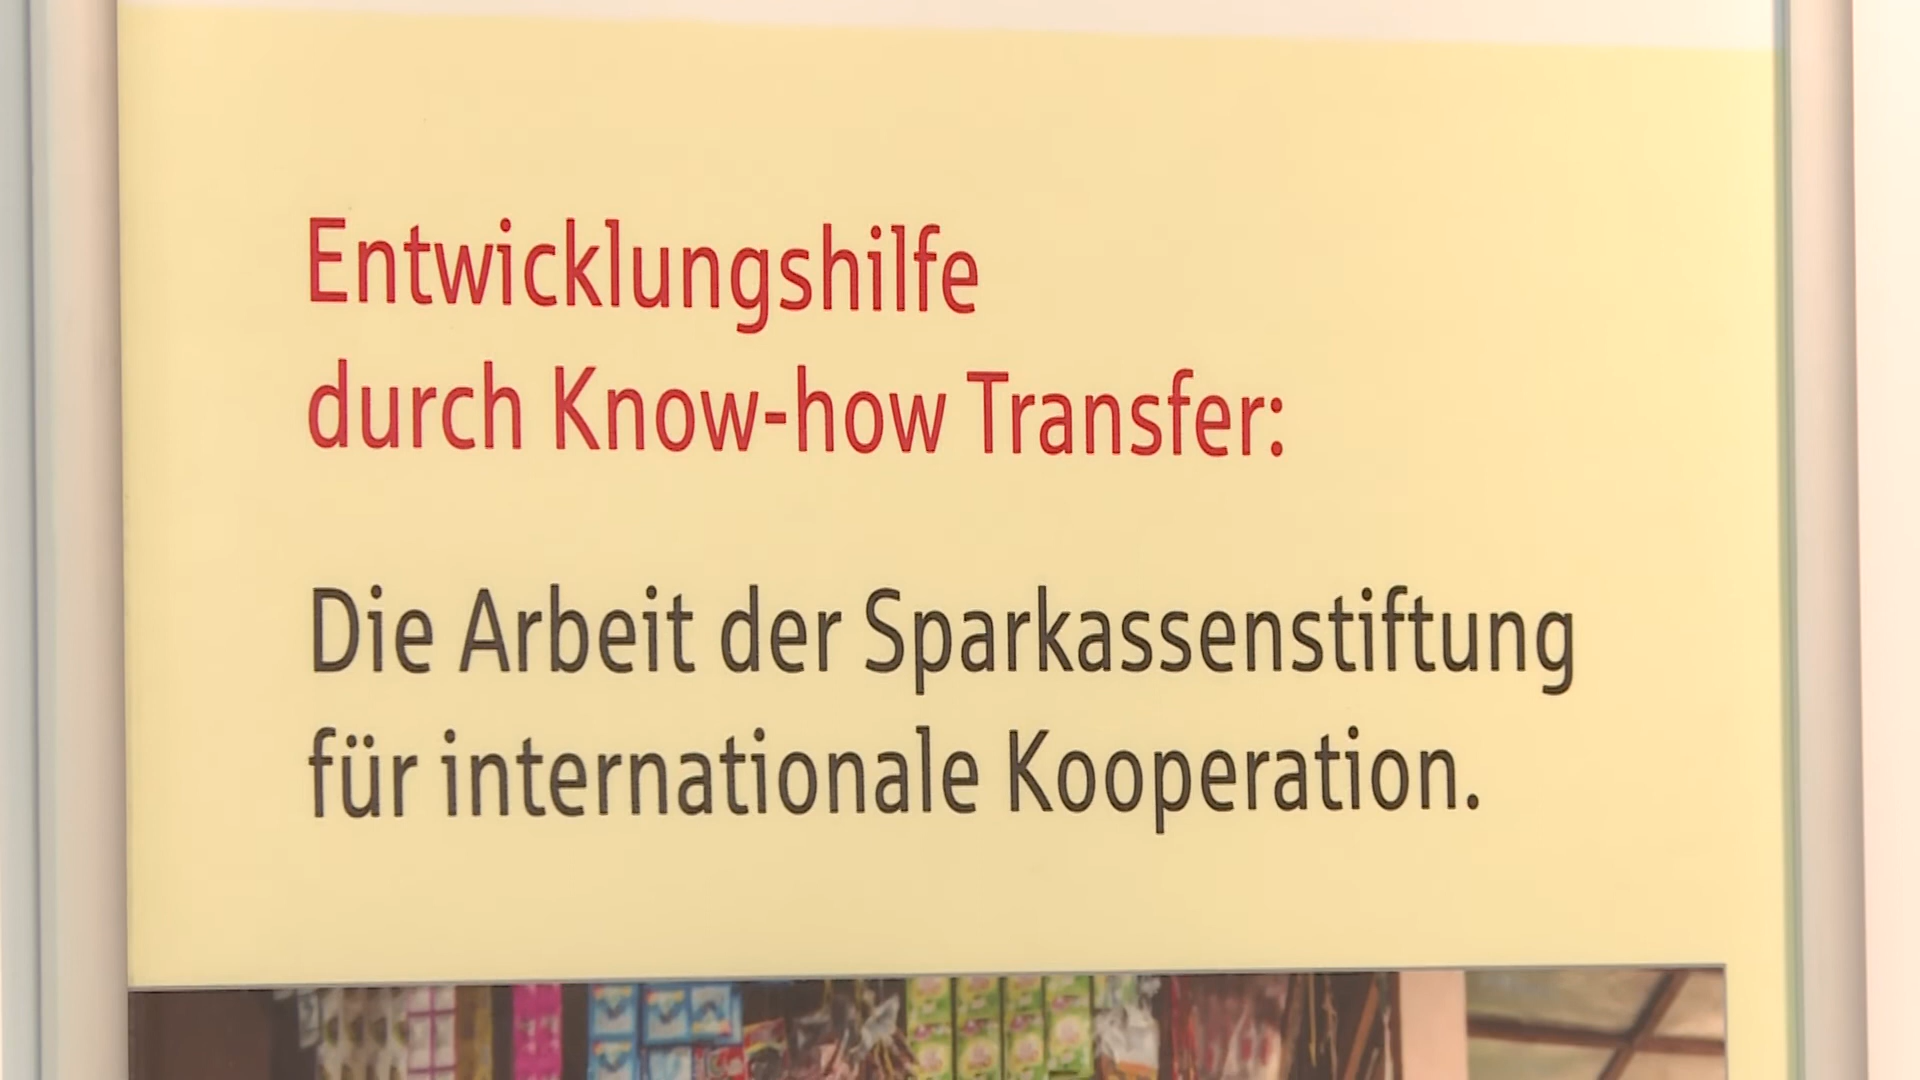 Entwicklungshilfe
durch Know-how Transfer:
Die Arbeit der Sparkassenstiftung
für internationale Kooperation.